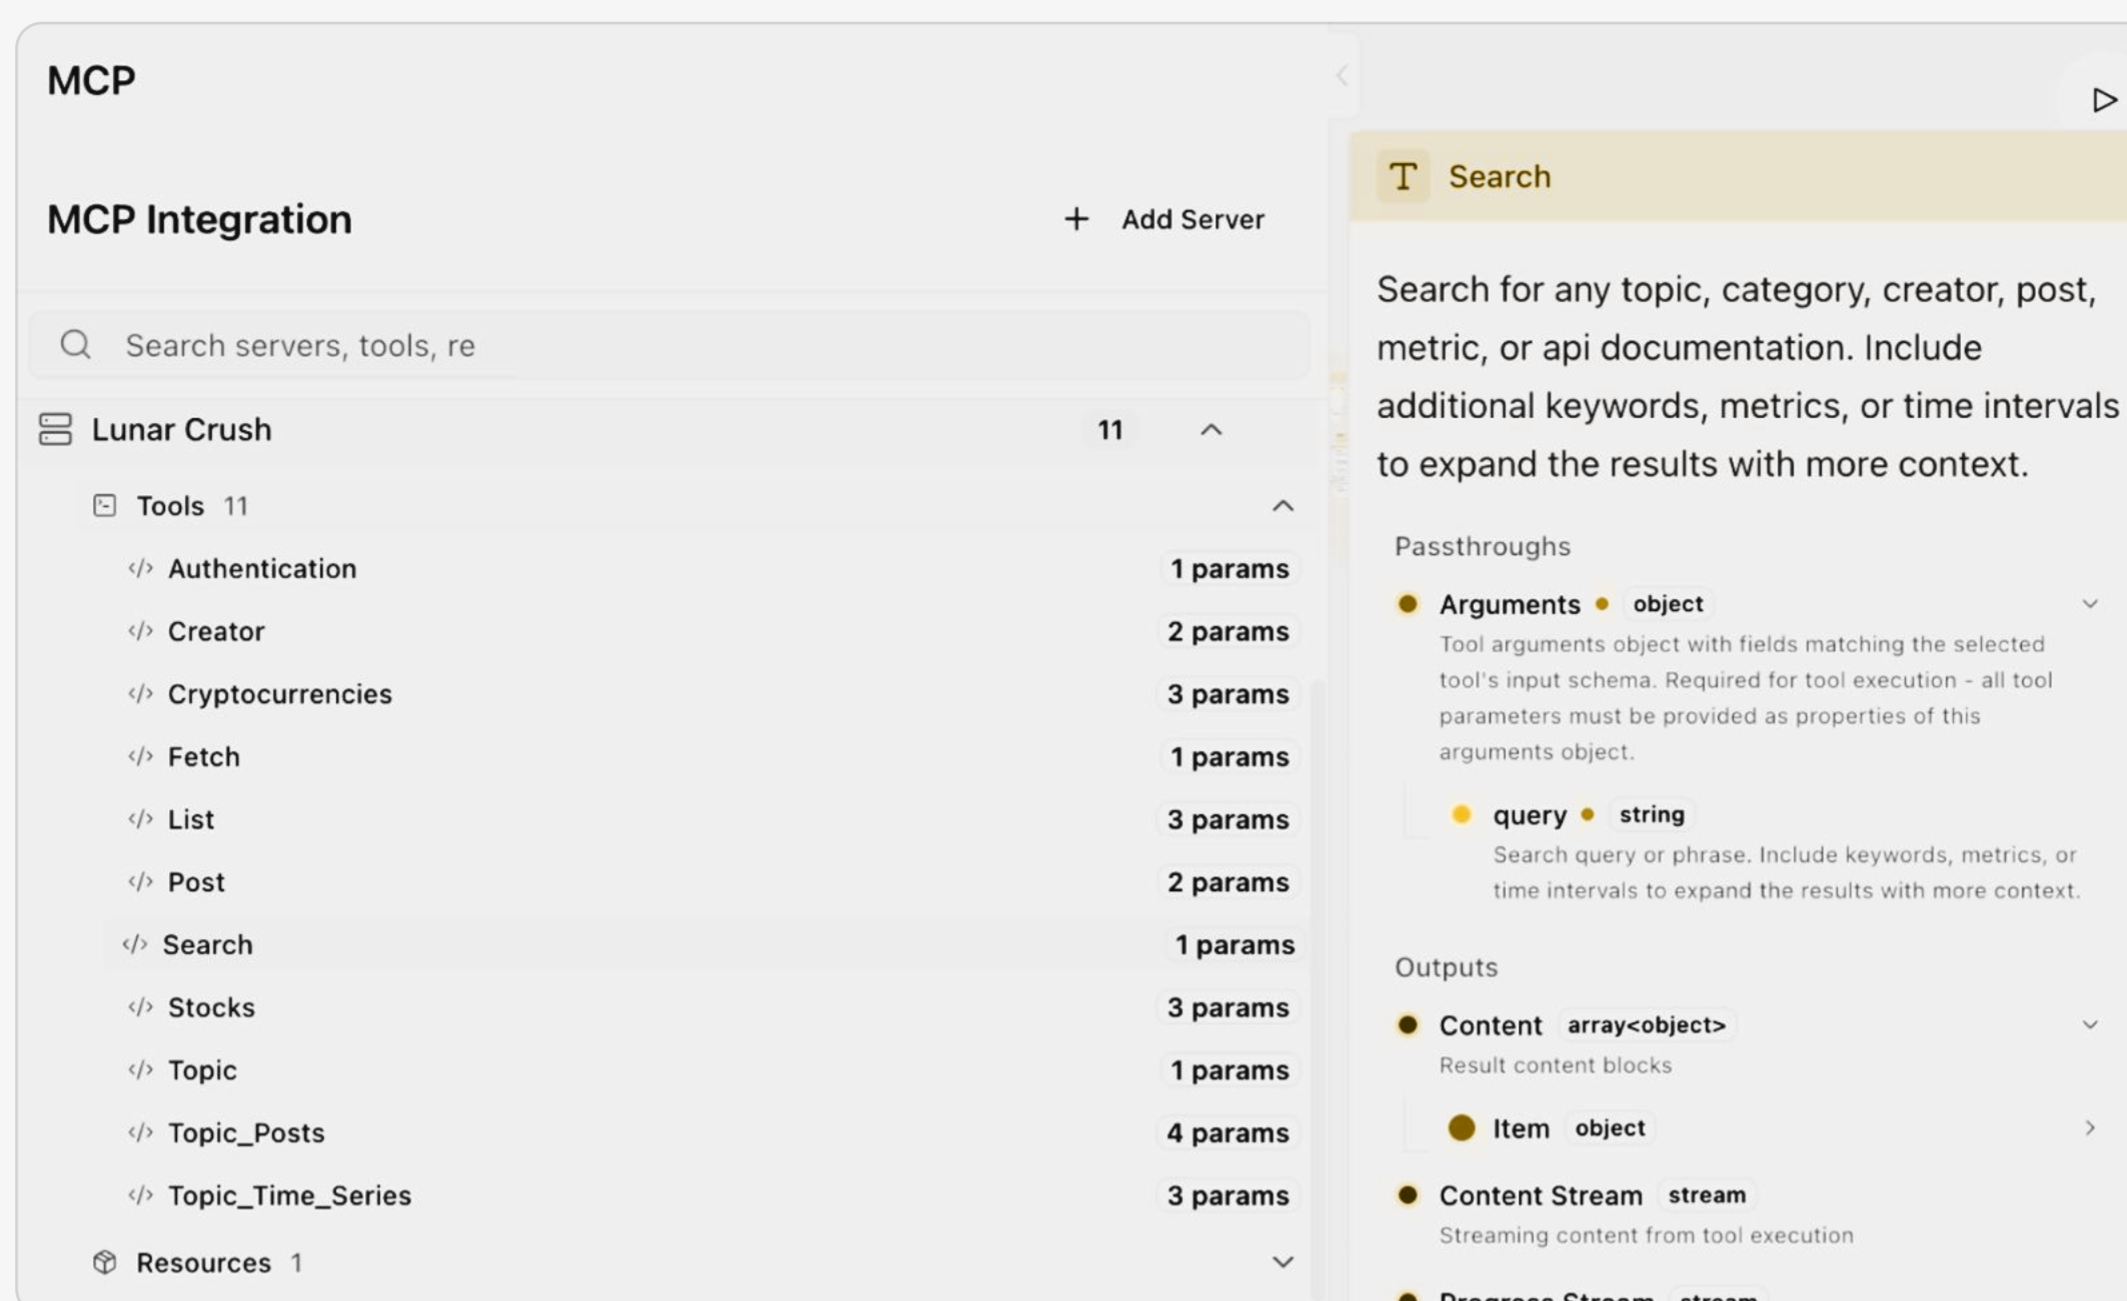 MCP
MCP Integration
+ Add Server
Search servers, tools, re
Lunar Crush 11
Tools 11
</> Authentication 1 params
</> Creator 2 params
</> Cryptocurrencies 3 params
</> Fetch 1 params
</> List 3 params
</> Post 2 params
</> Search 1 params
</> Stocks 3 params
</> Topic 1 params
</> Topic_Posts 4 params
</> Topic_Time_Series 3 params
Resources 1
T Search
Search for any topic, category, creator, post,
metric, or api documentation. Include
additional keywords, metrics, or time intervals
to expand the results with more context.
Passthroughs
Arguments object
Tool arguments object with fields matching the selected
tool's input schema. Required for tool execution - all tool
parameters must be provided as properties of this
arguments object.
query string
Search query or phrase. Include keywords, metrics, or
time intervals to expand the results with more context.
Outputs
Content array<object>
Result content blocks
Item object
Content Stream stream
Streaming content from tool execution
Progress Stream stream